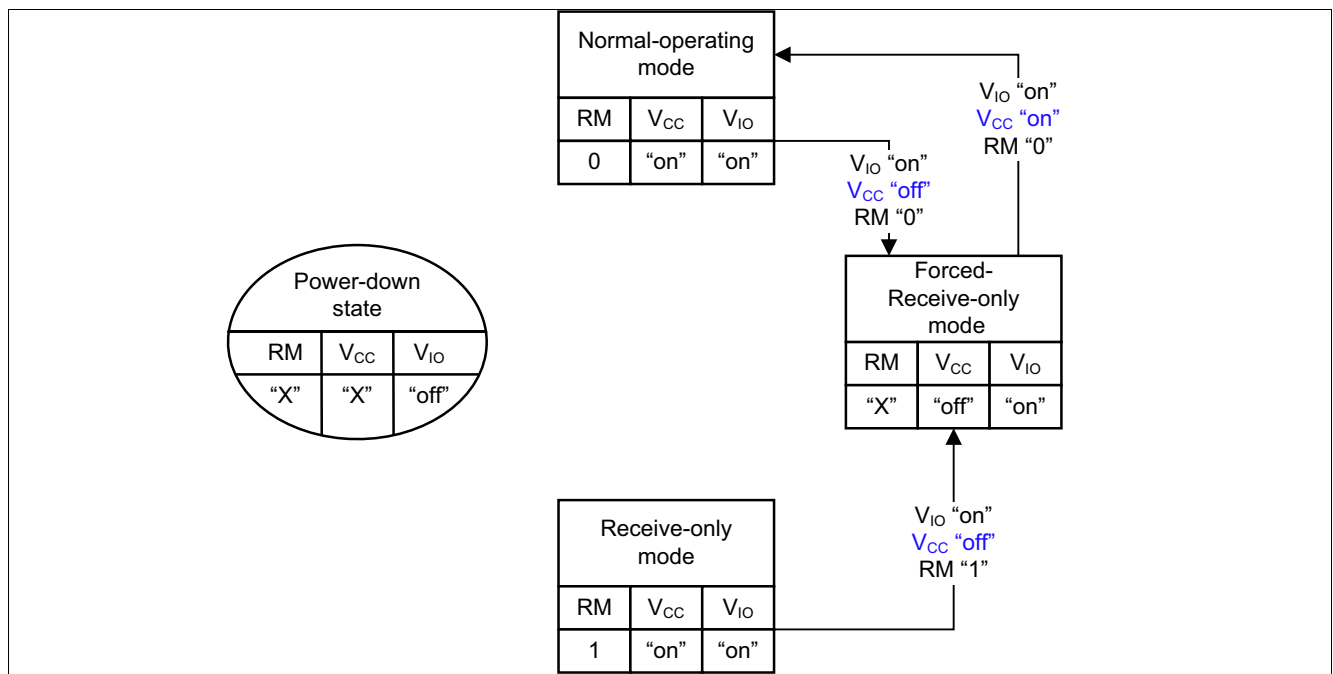 Normal-operating
mode
RM VCC VIO
0 “on” “on”
VIO “on”
VCC “on”
RM “0”
VIO “on”
VCC “off”
RM “0”
Power-down
state
RM VCC VIO
“X” “X” “off”
Forced-
Receive-only
mode
RM VCC VIO
“X” “off” “on”
Receive-only
mode
RM VCC VIO
1 “on” “on”
VIO “on”
VCC “off”
RM “1”